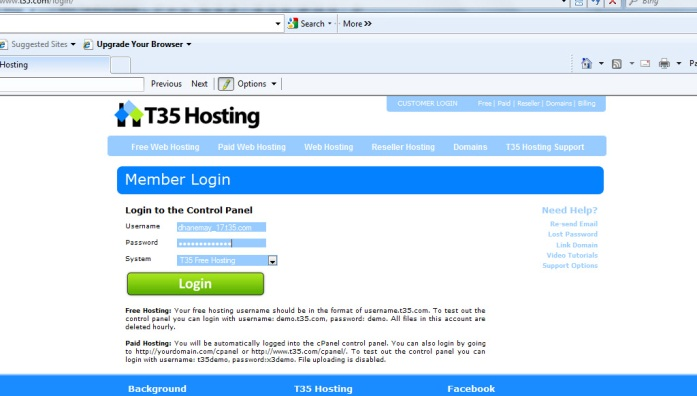 www.t35.com/login/
Bing
Search
More
Suggested Sites
Upgrade Your Browser
Hosting
Previous Next Options
T35 Hosting
CUSTOMER LOGIN Free | Paid | Reseller | Domains | Billing
Free Web Hosting Paid Web Hosting Web Hosting Reseller Hosting Domains T35 Hosting Support
Member Login
Login to the Control Panel
Username dhanemay_17.t35.com
Password
System T35 Free Hosting
Login
Need Help?
Re-send Email
Lost Password
Link Domain
Video Tutorials
Support Options
Free Hosting: Your free hosting username should be in the format of username.t35.com. To test out the
control panel you can login with username: demo.t35.com, password: demo. All files in this account are
deleted hourly.
Paid Hosting: You will be automatically logged into the cPanel control panel. You can also login by going
to http://yourdomain.com/cpanel or http://www.t35.com/cpanel/. To test out the control panel you can
login with username: t35demo, password:x3demo. File uploading is disabled.
Background T35 Hosting Facebook